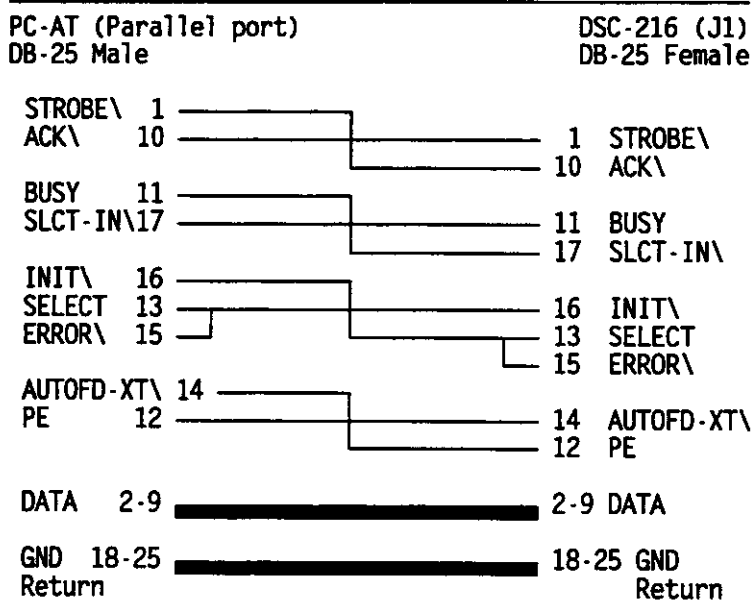 PC-AT (Parallel port) DSC-216 (J1)
DB-25 Male DB-25 Female
STROBE\ 1
ACK\ 10 1 STROBE\
10 ACK\
BUSY 11
SLCT-IN\17 11 BUSY
17 SLCT-IN\
INIT\ 16
SELECT 13 16 INIT\
ERROR\ 15 13 SELECT
15 ERROR\
AUTOFD-XT\ 14
PE 12 14 AUTOFD-XT\
12 PE
DATA 2-9 2-9 DATA
GND 18-25 18-25 GND
Return Return